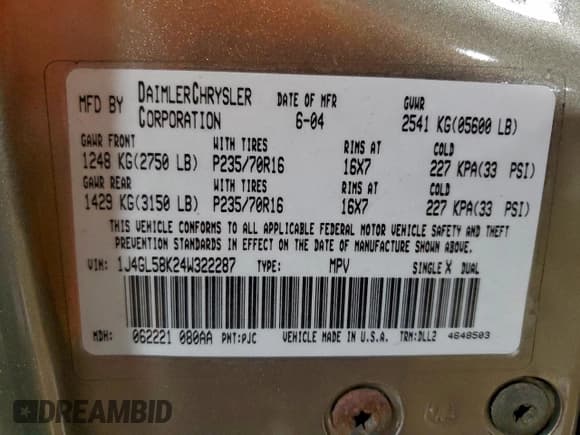 MFD BY DAIMLERCHRYSLER CORPORATION DATE OF MFR 6-04 GVWR 2541 KG(05600 LB)
GAWR FRONT WITH TIRES RIMS AT COLD
1248 KG(2750 LB) P235/70R16 16X7 227 KPA(33 PSI)
GAWR REAR WITH TIRES RIMS AT COLD
1429 KG(3150 LB) P235/70R16 16X7 227 KPA(33 PSI)
THIS VEHICLE CONFORMS TO ALL APPLICABLE FEDERAL MOTOR VEHICLE SAFETY AND THEFT
PREVENTION STANDARDS IN EFFECT ON THE DATE OF MANUFACTURE SHOWN ABOVE.
VIN: 1J4GL58K24W322287 TYPE: MPV SINGLE X DUAL
MDH: 062221 080AA PNT:PJC VEHICLE MADE IN U.S.A. TRM:DLL2 4648503
DREAMBID